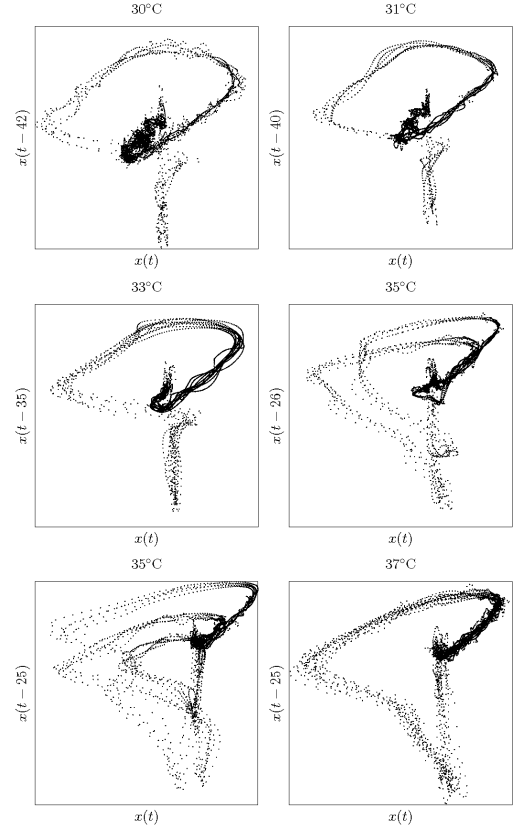 30°C
31°C
x(t − 42)
x(t − 40)
x(t)
x(t)
33°C
35°C
x(t − 35)
x(t − 26)
x(t)
x(t)
35°C
37°C
x(t − 25)
x(t − 25)
x(t)
x(t)